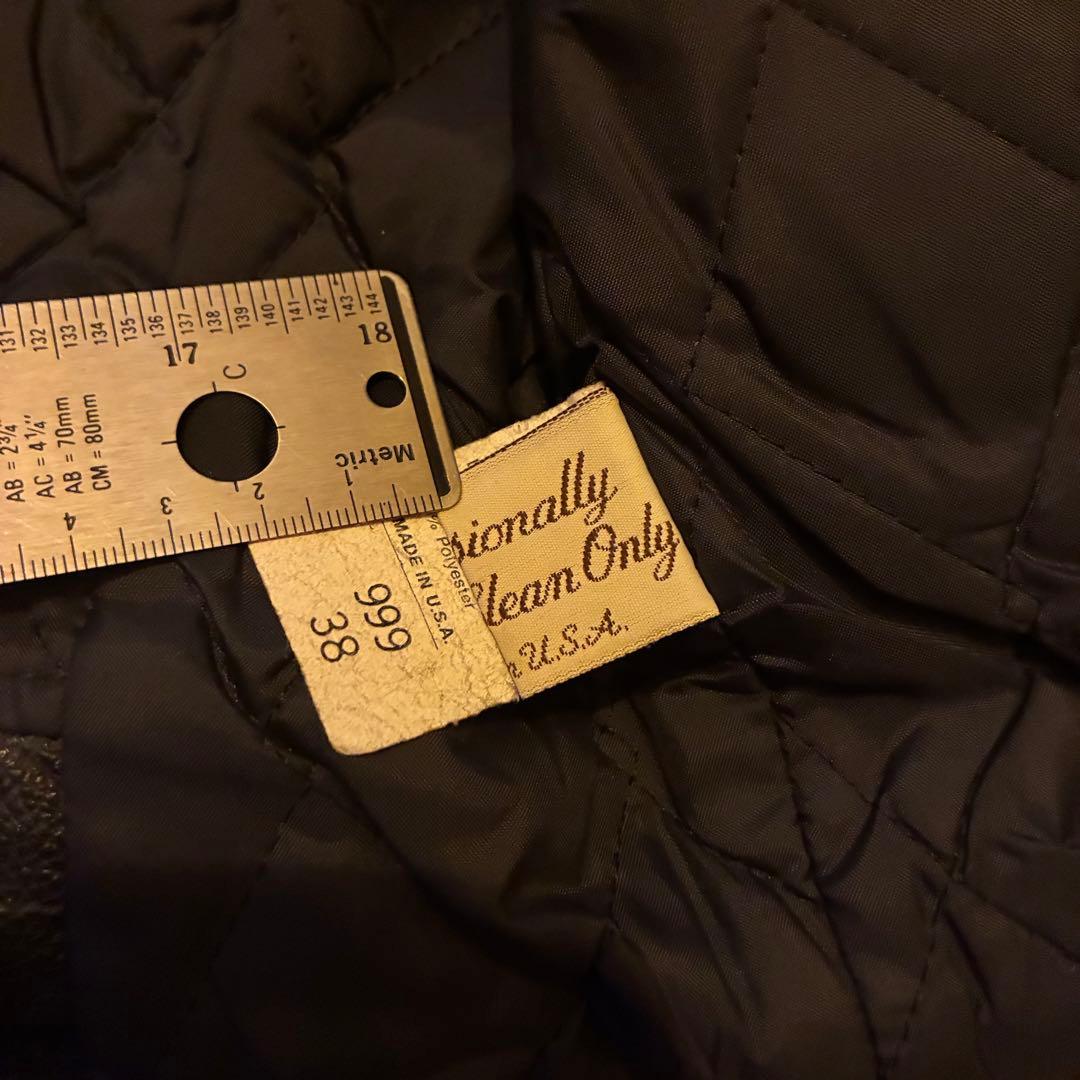 131 132 133 134 135 136 137 138 139 140 141 142 143 144
17 18
C
AB = 2¾"
AC = 4¼"
AB = 70mm
CM = 80mm
Metric
4 3 2 1
% Polyester
MADE IN U.S.A.
999
38
sionally
Clean Only
U.S.A.